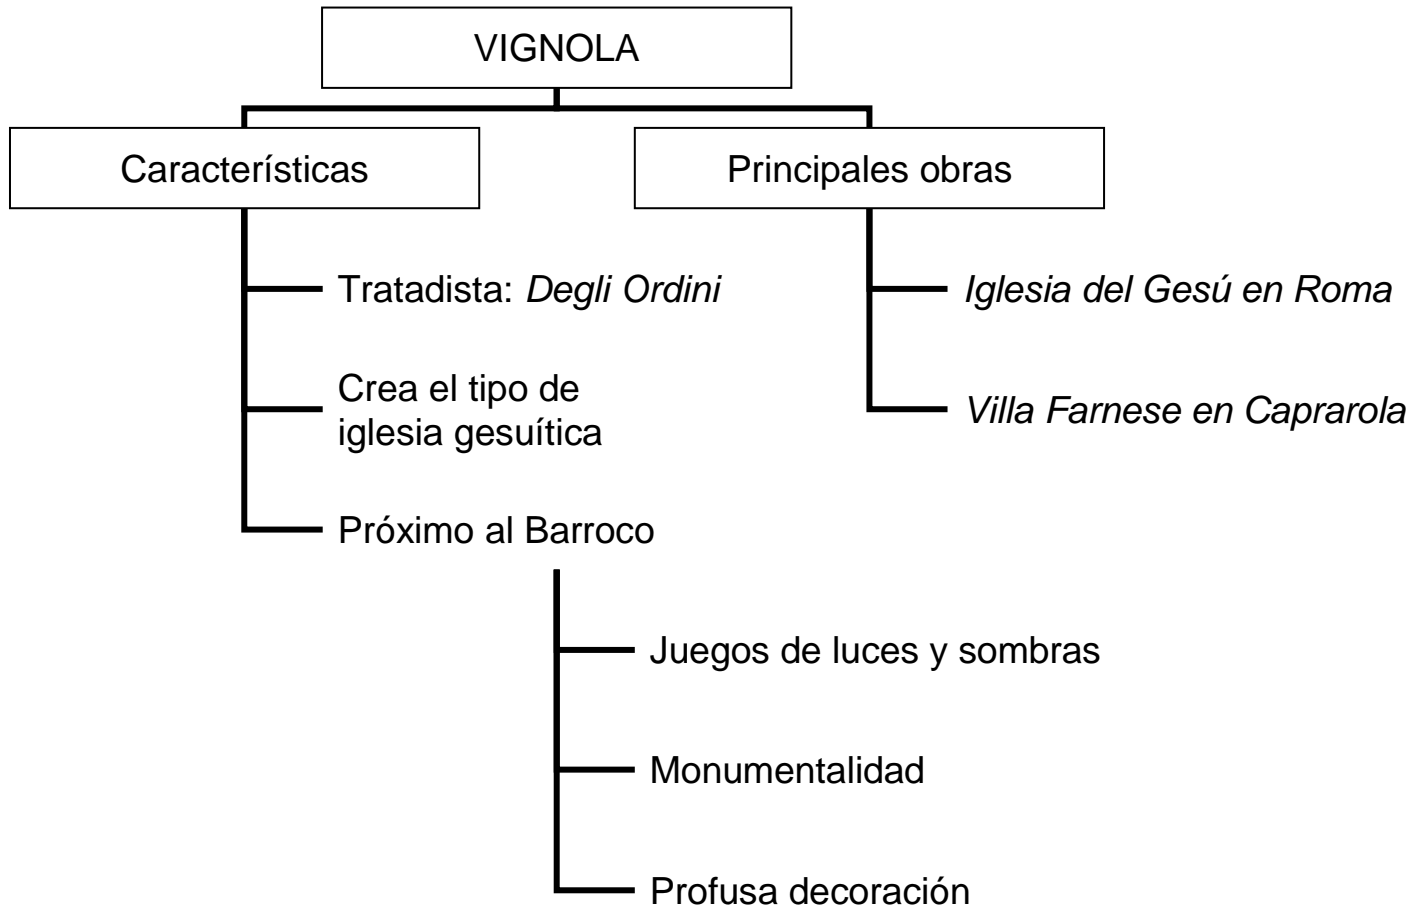 VIGNOLA
Características
Principales obras
Tratadista: Degli Ordini
Crea el tipo de
iglesia gesuítica
Próximo al Barroco
Juegos de luces y sombras
Monumentalidad
Profusa decoración
Iglesia del Gesú en Roma
Villa Farnese en Caprarola